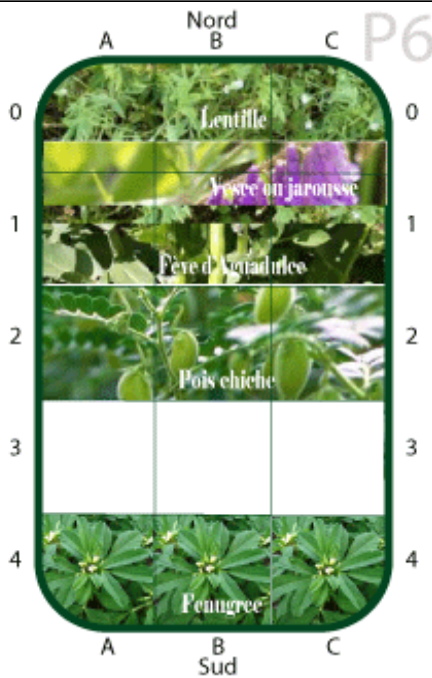 P6
Nord
A B C
0 Lentille 0
Vesce ou jarousse
1 1
Fève d'Aguadulce
2 2
Pois chiche
3 3
4 4
Fenugrec
A B C
Sud